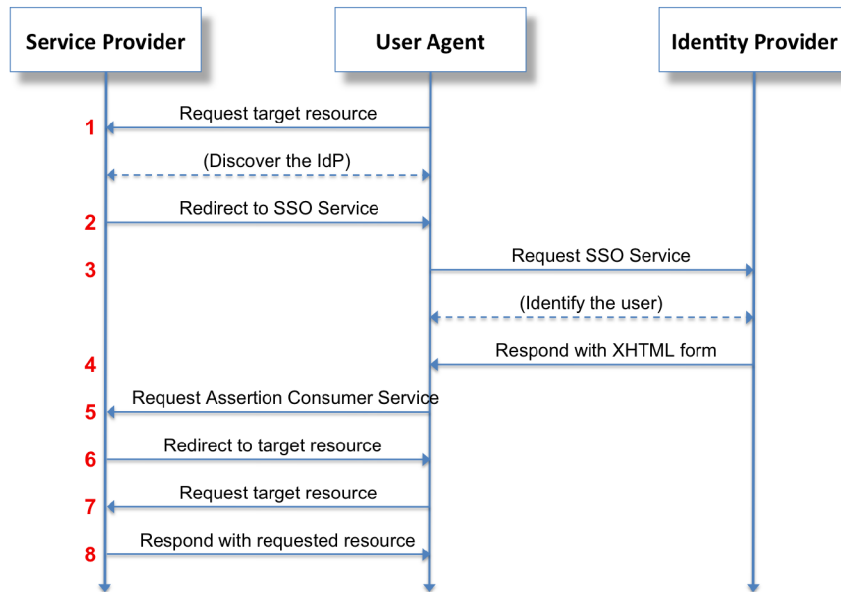 Service Provider
User Agent
Identity Provider
Request target resource
1
(Discover the IdP)
Redirect to SSO Service
2
Request SSO Service
3
(Identify the user)
Respond with XHTML form
4
Request Assertion Consumer Service
5
Redirect to target resource
6
Request target resource
7
Respond with requested resource
8